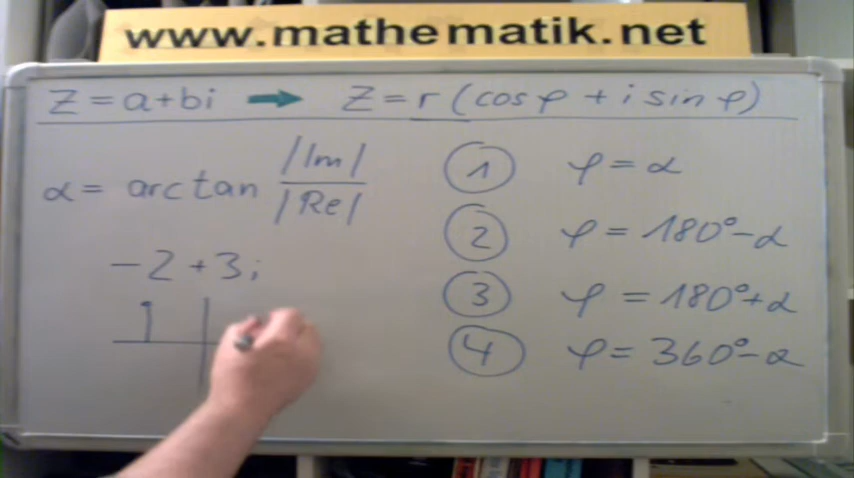 www.mathematik.net
z = a+bi → z = r (cos φ + i sin φ)
α = arctan |Im| / |Re|
-2 + 3i
1 φ = α
2 φ = 180° - α
3 φ = 180° + α
4 φ = 360° - α